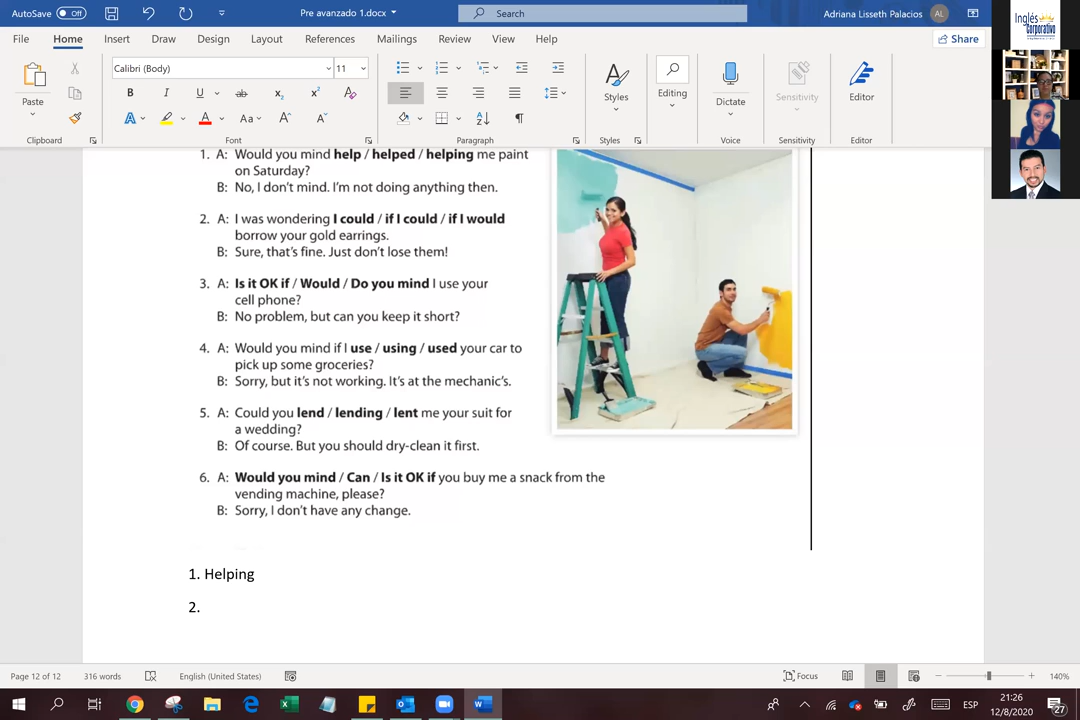 AutoSave Off
Pre avanzado 1.docx
Search
Adriana Lisseth Palacios AL
Inglés
Corporativo
File Home Insert Draw Design Layout References Mailings Review View Help Share
Calibri (Body) 11
Paste
B I U ab x₂ x²
A A Aa A A
Styles
Editing
Dictate
Sensitivity
Editor
Clipboard Font Paragraph Styles Voice Sensitivity Editor
1. A: Would you mind help / helped / helping me paint
on Saturday?
B: No, I don't mind. I'm not doing anything then.
2. A: I was wondering I could / if I could / if I would
borrow your gold earrings.
B: Sure, that's fine. Just don't lose them!
3. A: Is it OK if / Would / Do you mind I use your
cell phone?
B: No problem, but can you keep it short?
4. A: Would you mind if I use / using / used your car to
pick up some groceries?
B: Sorry, but it's not working. It's at the mechanic's.
5. A: Could you lend / lending / lent me your suit for
a wedding?
B: Of course. But you should dry-clean it first.
6. A: Would you mind / Can / Is it OK if you buy me a snack from the
vending machine, please?
B: Sorry, I don't have any change.
1. Helping
2.
Page 12 of 12 316 words English (United States) Focus 140%
ESP
21:26
12/8/2020
27